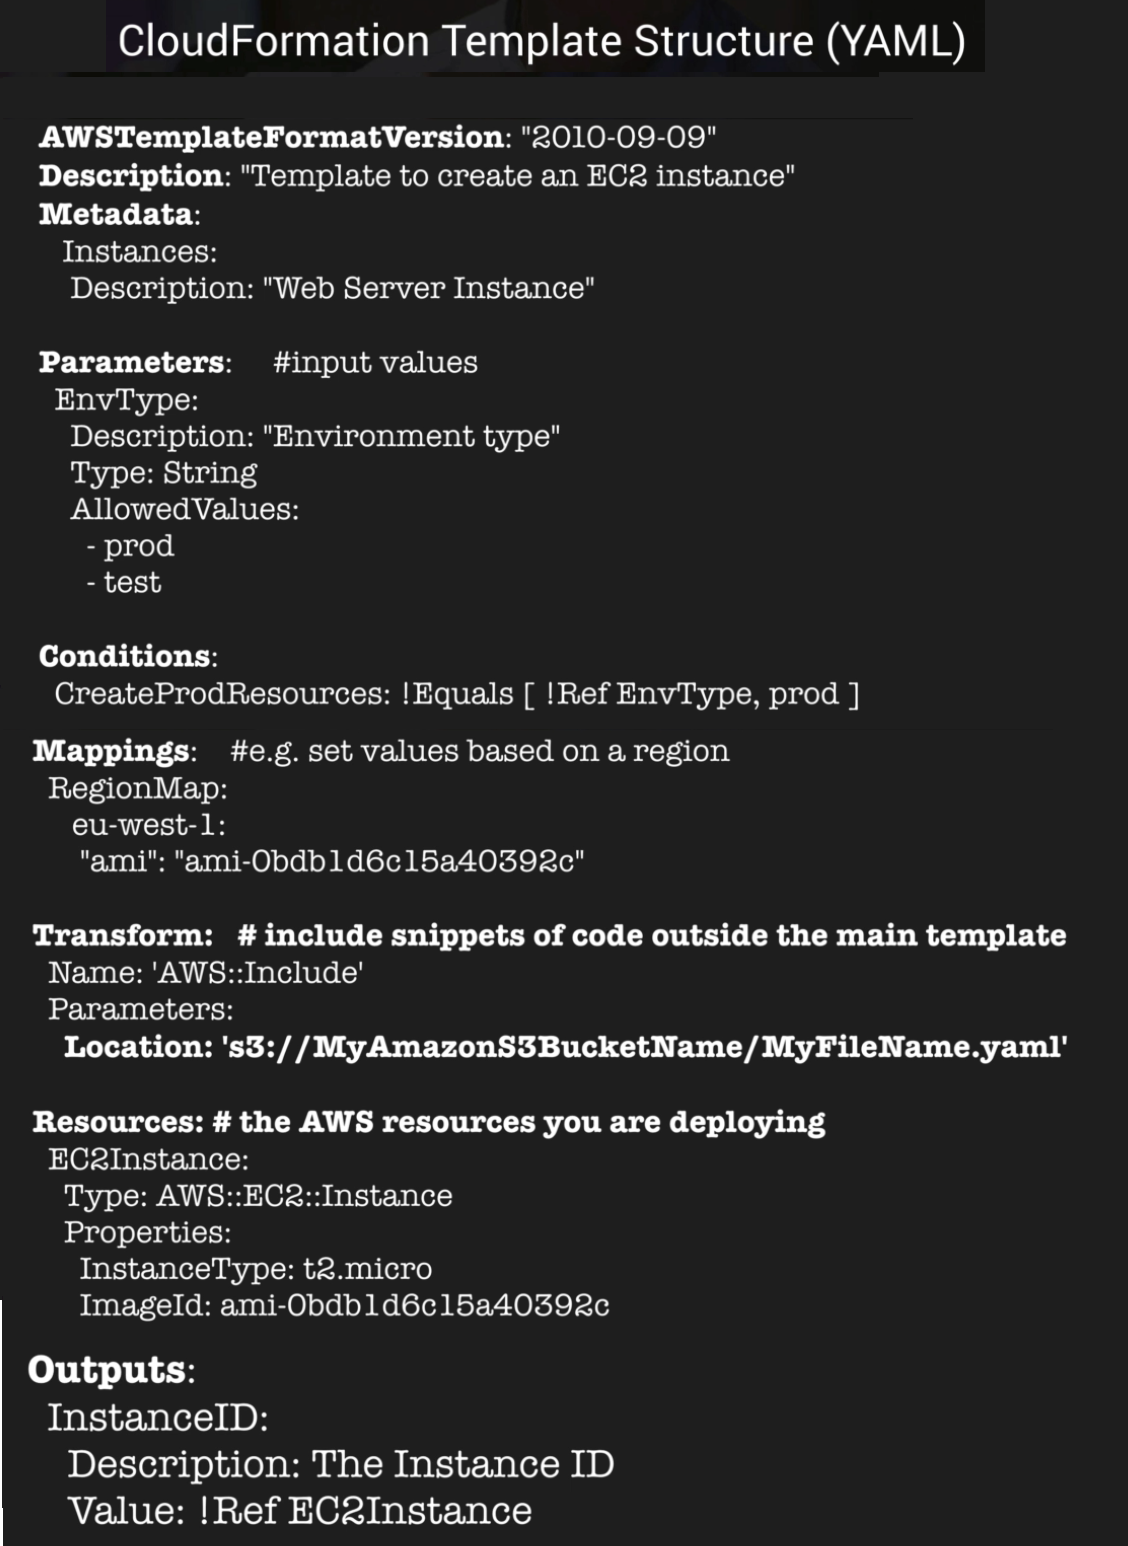 CloudFormation Template Structure (YAML)
AWSTemplateFormatVersion: "2010-09-09"
Description: "Template to create an EC2 instance"
Metadata:
Instances:
Description: "Web Server Instance"
Parameters: #input values
EnvType:
Description: "Environment type"
Type: String
AllowedValues:
- prod
- test
Conditions:
CreateProdResources: !Equals [ !Ref EnvType, prod ]
Mappings: #e.g. set values based on a region
RegionMap:
eu-west-1:
"ami": "ami-0bdb1d6c15a40392c"
Transform: # include snippets of code outside the main template
Name: 'AWS::Include'
Parameters:
Location: 's3://MyAmazonS3BucketName/MyFileName.yaml'
Resources: # the AWS resources you are deploying
EC2Instance:
Type: AWS::EC2::Instance
Properties:
InstanceType: t2.micro
ImageId: ami-0bdb1d6c15a40392c
Outputs:
InstanceID:
Description: The Instance ID
Value: !Ref EC2Instance